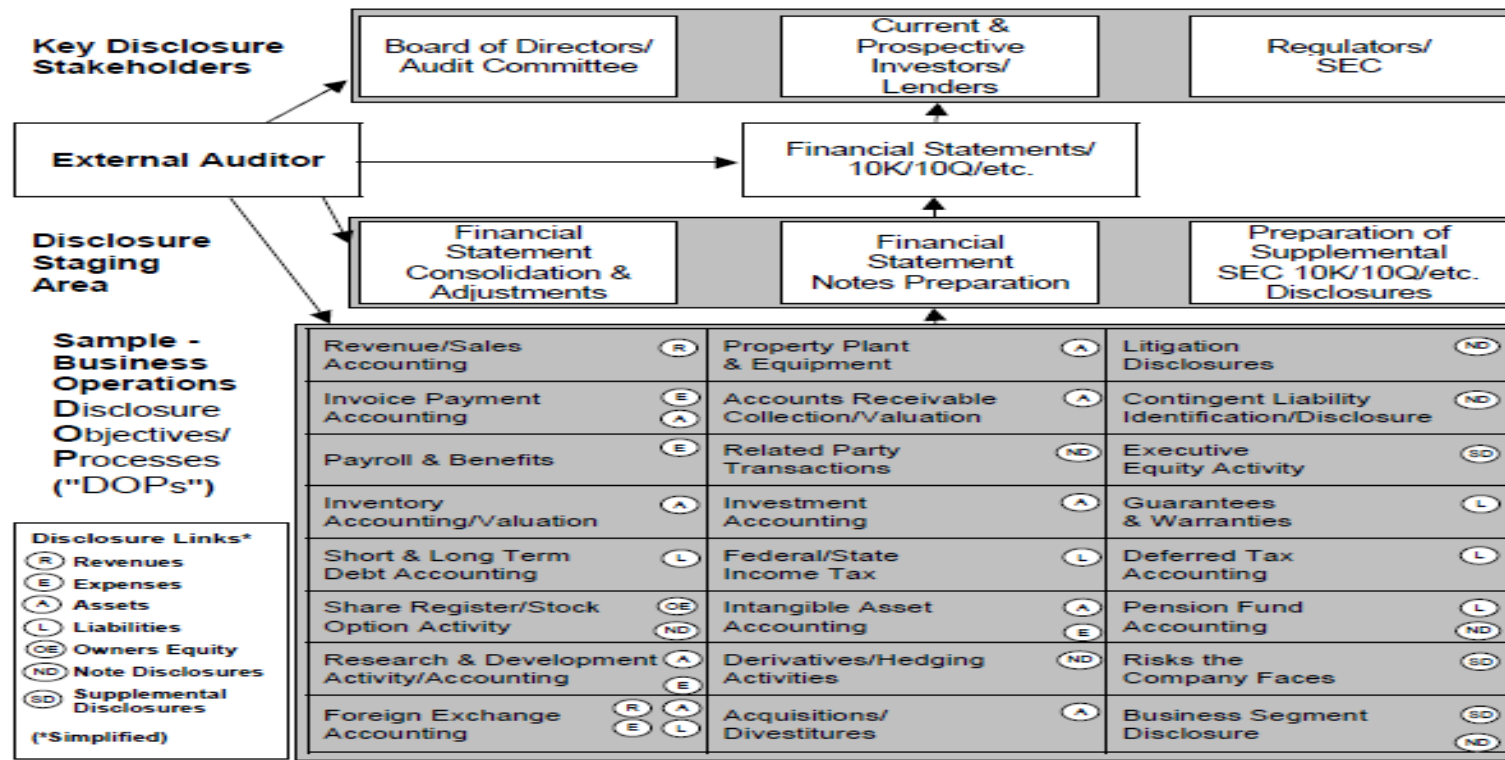 Key Disclosure
Stakeholders
Board of Directors/
Audit Committee
Current &
Prospective
Investors/
Lenders
Regulators/
SEC
External Auditor
Financial Statements/
10K/10Q/etc.
Disclosure
Staging
Area
Financial
Statement
Consolidation &
Adjustments
Financial
Statement
Notes Preparation
Preparation of
Supplemental
SEC 10K/10Q/etc.
Disclosures
Sample -
Business
Operations
Disclosure
Objectives/
Processes
("DOPs")
Revenue/Sales
Accounting
R
Property Plant
& Equipment
A
Litigation
Disclosures
ND
Invoice Payment
Accounting
E
A
Accounts Receivable
Collection/Valuation
A
Contingent Liability
Identification/Disclosure
ND
Payroll & Benefits
E
Related Party
Transactions
ND
Executive
Equity Activity
SD
Inventory
Accounting/Valuation
A
Investment
Accounting
A
Guarantees
& Warranties
L
Short & Long Term
Debt Accounting
L
Federal/State
Income Tax
L
Deferred Tax
Accounting
L
Share Register/Stock
Option Activity
OE
ND
Intangible Asset
Accounting
A
E
Pension Fund
Accounting
L
ND
Research & Development
Activity/Accounting
A
E
Derivatives/Hedging
Activities
ND
Risks the
Company Faces
SD
Foreign Exchange
Accounting
R A
E L
Acquisitions/
Divestitures
A
Business Segment
Disclosure
SD
ND
Disclosure Links*
R Revenues
E Expenses
A Assets
L Liabilities
OE Owners Equity
ND Note Disclosures
SD Supplemental
Disclosures
(*Simplified)